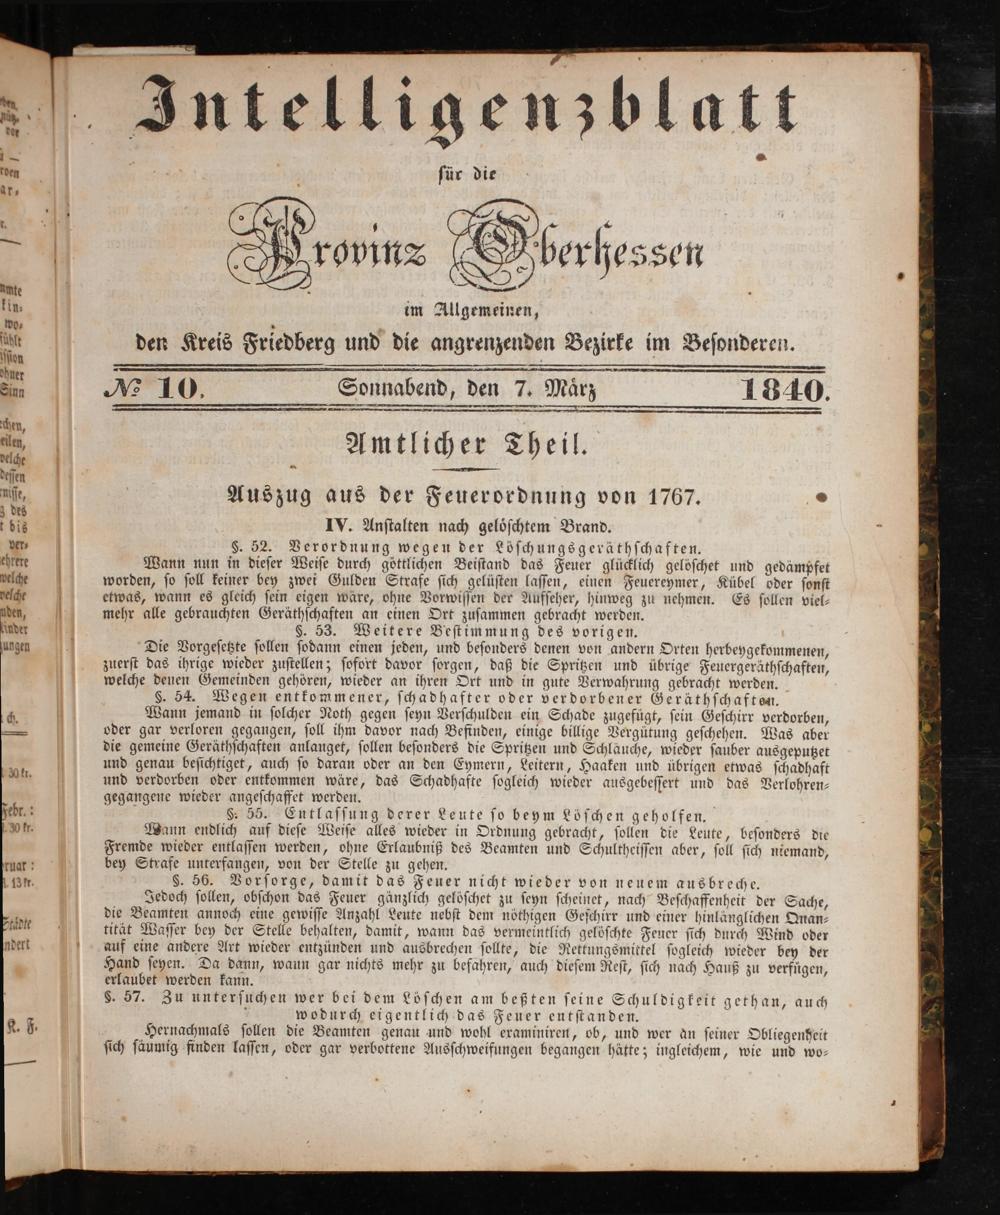 Intelligenzblatt
für die
Provinz Oberhessen
im Allgemeinen,
den Kreis Friedberg und die angrenzenden Bezirke im Besonderen.
№ 10. Sonnabend, den 7. März 1840.
Amtlicher Theil.
Auszug aus der Feuerordnung von 1767.
IV. Anstalten nach gelöschtem Brand.
§. 52. Verordnung wegen der Löschungsgeräthschaften.
Wann nun in dieser Weise durch göttlichen Beistand das Feuer glücklich gelöschet und gedämpfet
worden, so soll keiner bey zwei Gulden Strafe sich gelüsten lassen, einen Feuereymer, Kübel oder sonst
etwas, wann es gleich sein eigen wäre, ohne Vorwissen der Aufseher, hinweg zu nehmen. Es sollen viel-
mehr alle gebrauchten Geräthschaften an einen Ort zusammen gebracht werden.
§. 53. Weitere Bestimmung des vorigen.
Die Vorgesetzte sollen sodann einen jeden, und besonders denen von andern Orten herbeygekommenen,
zuerst das ihrige wieder zustellen; sofort davor sorgen, daß die Spritzen und übrige Feuergeräthschaften,
welche denen Gemeinden gehören, wieder an ihren Ort und in gute Verwahrung gebracht werden.
§. 54. Wegen entkommener, schadhafter oder verdorbener Geräthschaften.
Wann jemand in solcher Noth gegen seyn Verschulden ein Schade zugefügt, sein Geschirr verdorben,
oder gar verloren gegangen, soll ihm davor nach Befinden, einige billige Vergütung geschehen. Was aber
die gemeine Geräthschaften anlanget, sollen besonders die Spritzen und Schläuche, wieder sauber ausgeputzet
und genau besichtiget, auch so daran oder an den Eymern, Leitern, Haaken und übrigen etwas schadhaft
und verdorben oder entkommen wäre, das Schadhafte sogleich wieder ausgebessert und das Verlohren-
gegangene wieder angeschaffet werden.
§. 55. Entlassung derer Leute so beym Löschen geholfen.
Wann endlich auf diese Weise alles wieder in Ordnung gebracht, sollen die Leute, besonders die
Fremde wieder entlassen werden, ohne Erlaubniß des Beamten und Schultheissen aber, soll sich niemand,
bey Strafe unterfangen, von der Stelle zu gehen.
§. 56. Vorsorge, damit das Feuer nicht wieder von neuem ausbreche.
Jedoch sollen, obschon das Feuer gänzlich gelöschet zu seyn scheinet, nach Beschaffenheit der Sache,
die Beamten annoch eine gewisse Anzahl Leute nebst dem nöthigen Geschirr und einer hinlänglichen Quan-
tität Wasser bey der Stelle behalten, damit, wann das vermeintlich gelöschte Feuer sich durch Wind oder
auf eine andere Art wieder entzünden und ausbrechen sollte, die Rettungsmittel sogleich wieder bey der
Hand seyen. Da dann, wann gar nichts mehr zu befahren, auch diesem Rest, sich nach Hauß zu verfügen,
erlaubet werden kann.
§. 57. Zu untersuchen wer bei dem Löschen am beßten seine Schuldigkeit gethan, auch
wodurch eigentlich das Feuer entstanden.
Hernachmals sollen die Beamten genau und wohl examiniren, ob, und wer an seiner Obliegenheit
sich säumig finden lassen, oder gar verbottene Ausschweifungen begangen hätte; ingleichem, wie und wo-